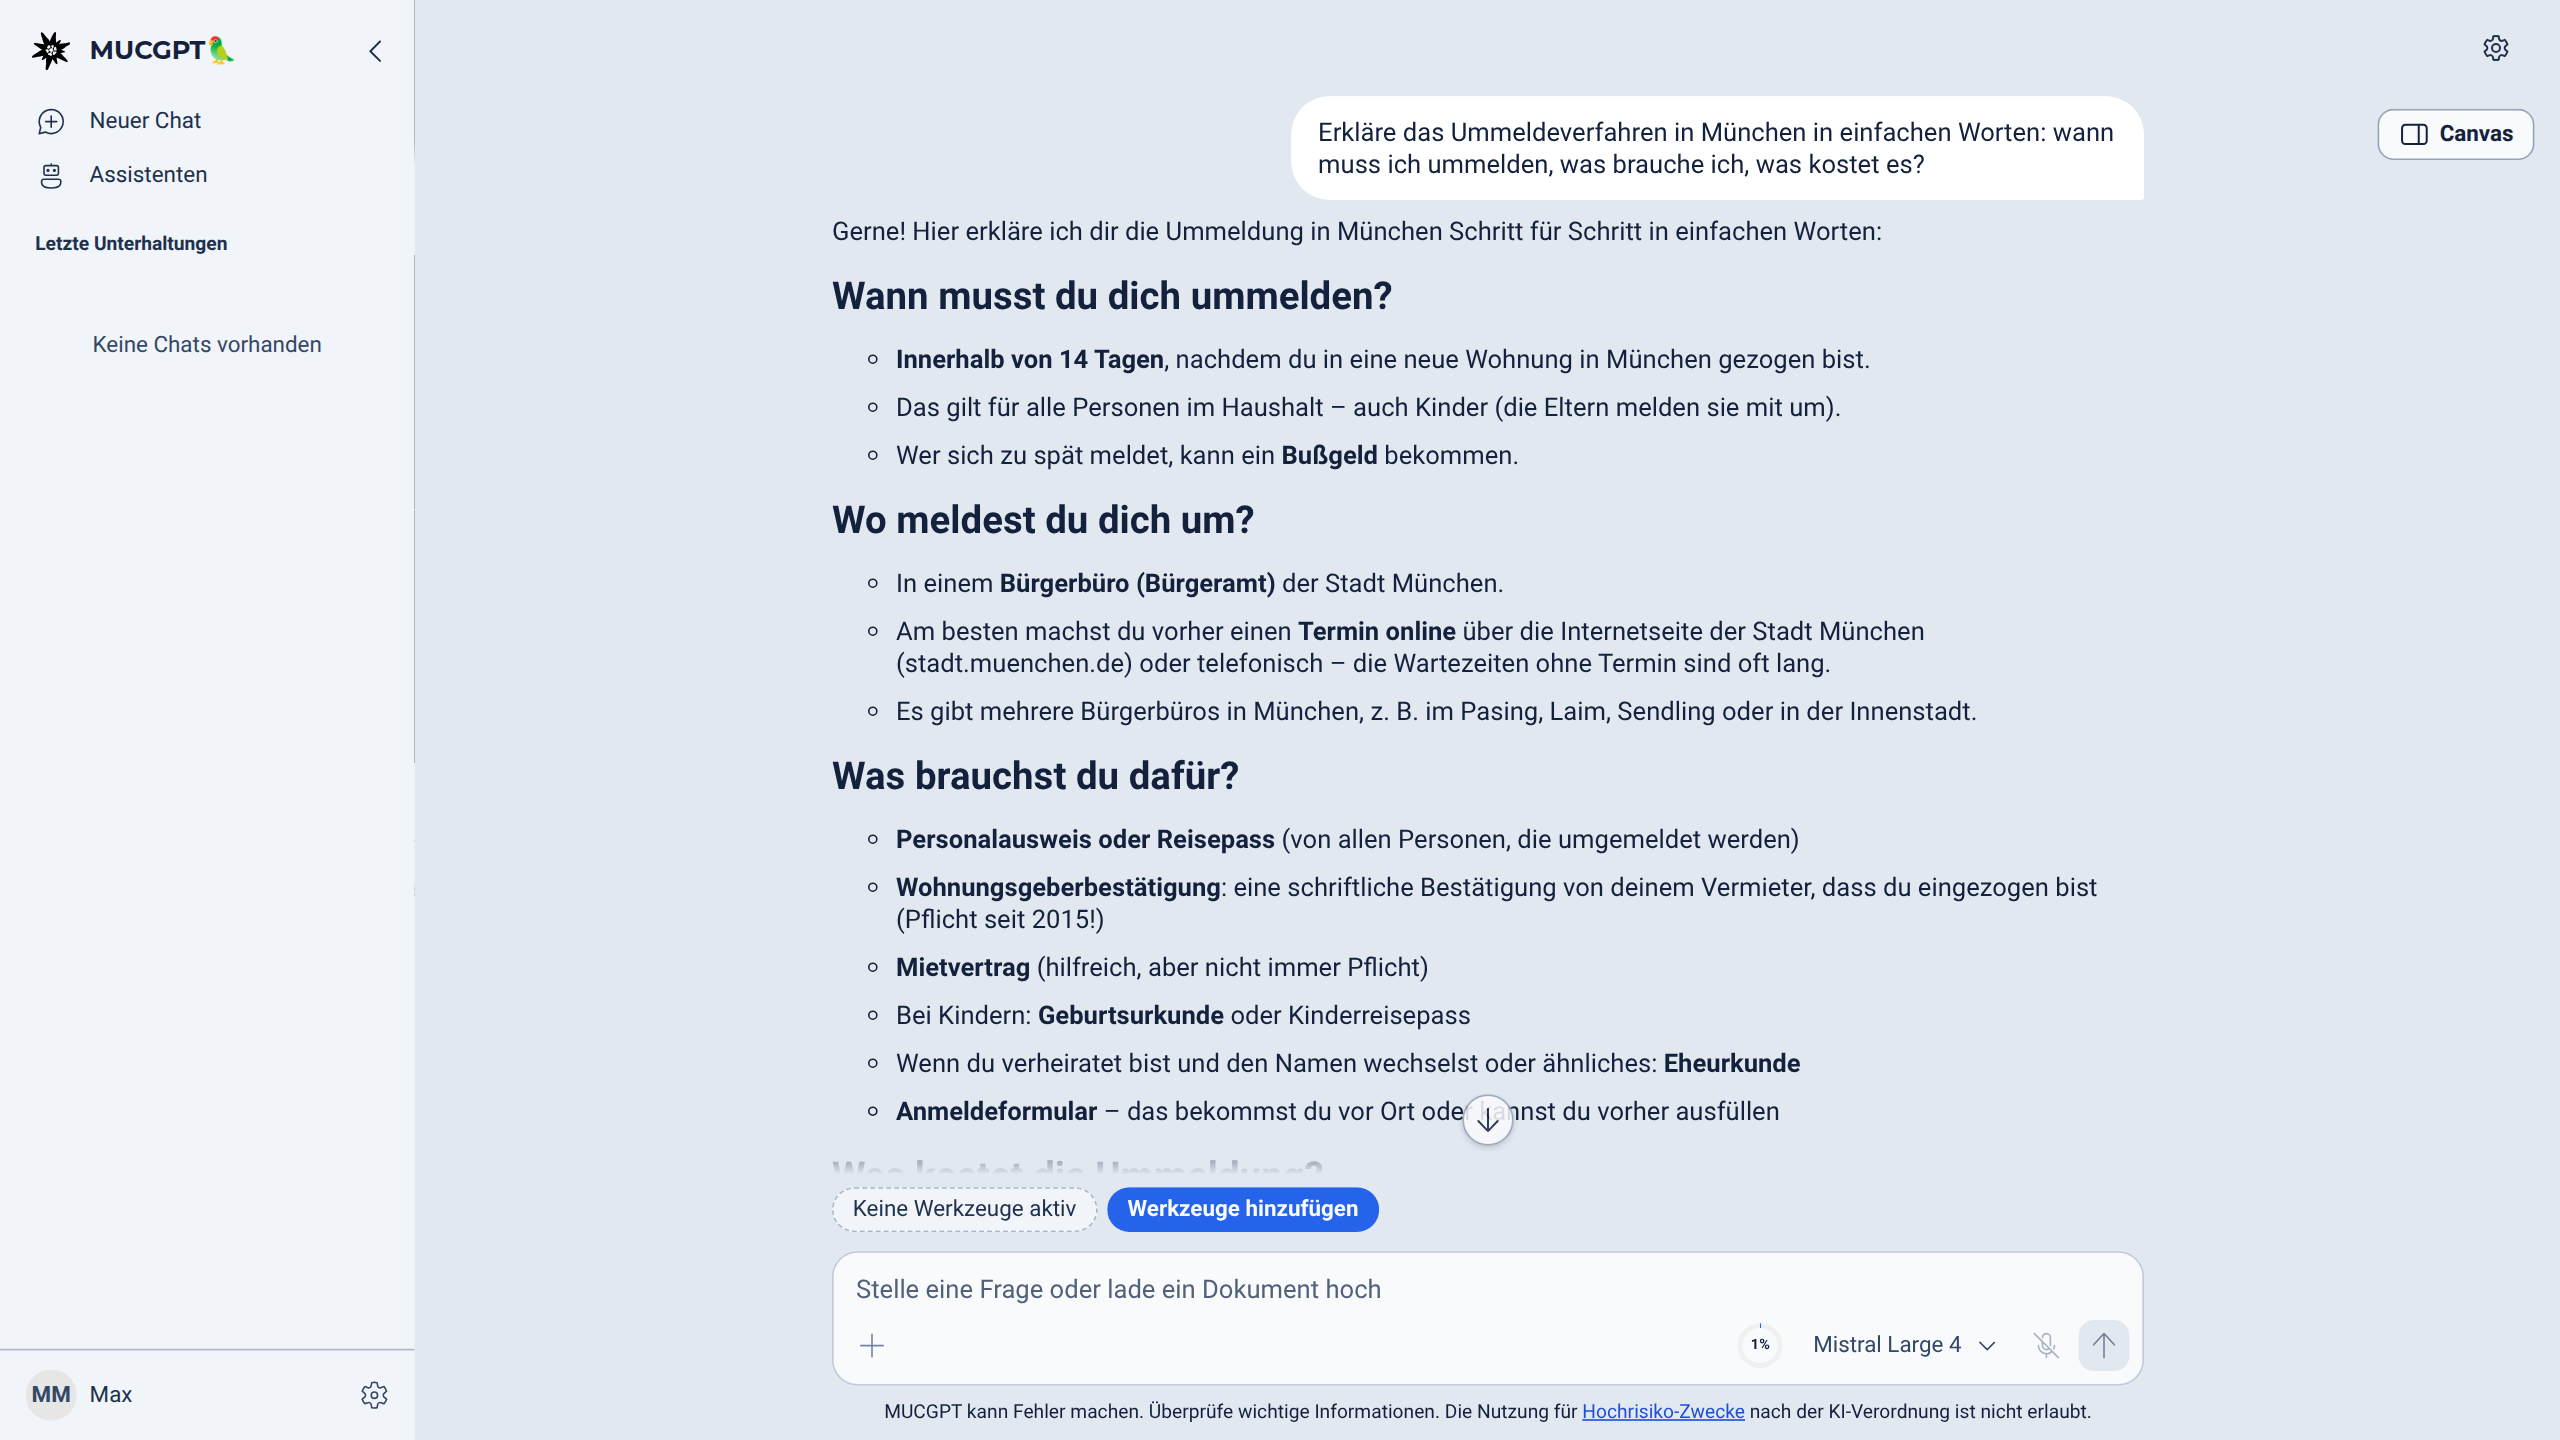 MUCGPT
Neuer Chat
Assistenten
Letzte Unterhaltungen
Keine Chats vorhanden
MM Max
Canvas
Erkläre das Ummeldeverfahren in München in einfachen Worten: wann
muss ich ummelden, was brauche ich, was kostet es?
Gerne! Hier erkläre ich dir die Ummeldung in München Schritt für Schritt in einfachen Worten:
Wann musst du dich ummelden?
Innerhalb von 14 Tagen, nachdem du in eine neue Wohnung in München gezogen bist.
Das gilt für alle Personen im Haushalt – auch Kinder (die Eltern melden sie mit um).
Wer sich zu spät meldet, kann ein Bußgeld bekommen.
Wo meldest du dich um?
In einem Bürgerbüro (Bürgeramt) der Stadt München.
Am besten machst du vorher einen Termin online über die Internetseite der Stadt München
(stadt.muenchen.de) oder telefonisch – die Wartezeiten ohne Termin sind oft lang.
Es gibt mehrere Bürgerbüros in München, z. B. im Pasing, Laim, Sendling oder in der Innenstadt.
Was brauchst du dafür?
Personalausweis oder Reisepass (von allen Personen, die umgemeldet werden)
Wohnungsgeberbestätigung: eine schriftliche Bestätigung von deinem Vermieter, dass du eingezogen bist
(Pflicht seit 2015!)
Mietvertrag (hilfreich, aber nicht immer Pflicht)
Bei Kindern: Geburtsurkunde oder Kinderreisepass
Wenn du verheiratet bist und den Namen wechselst oder ähnliches: Eheurkunde
Anmeldeformular – das bekommst du vor Ort oder kannst du vorher ausfüllen
Was kostet die Ummeldung?
Keine Werkzeuge aktiv
Werkzeuge hinzufügen
Stelle eine Frage oder lade ein Dokument hoch
1%
Mistral Large 4
MUCGPT kann Fehler machen. Überprüfe wichtige Informationen. Die Nutzung für Hochrisiko-Zwecke nach der KI-Verordnung ist nicht erlaubt.